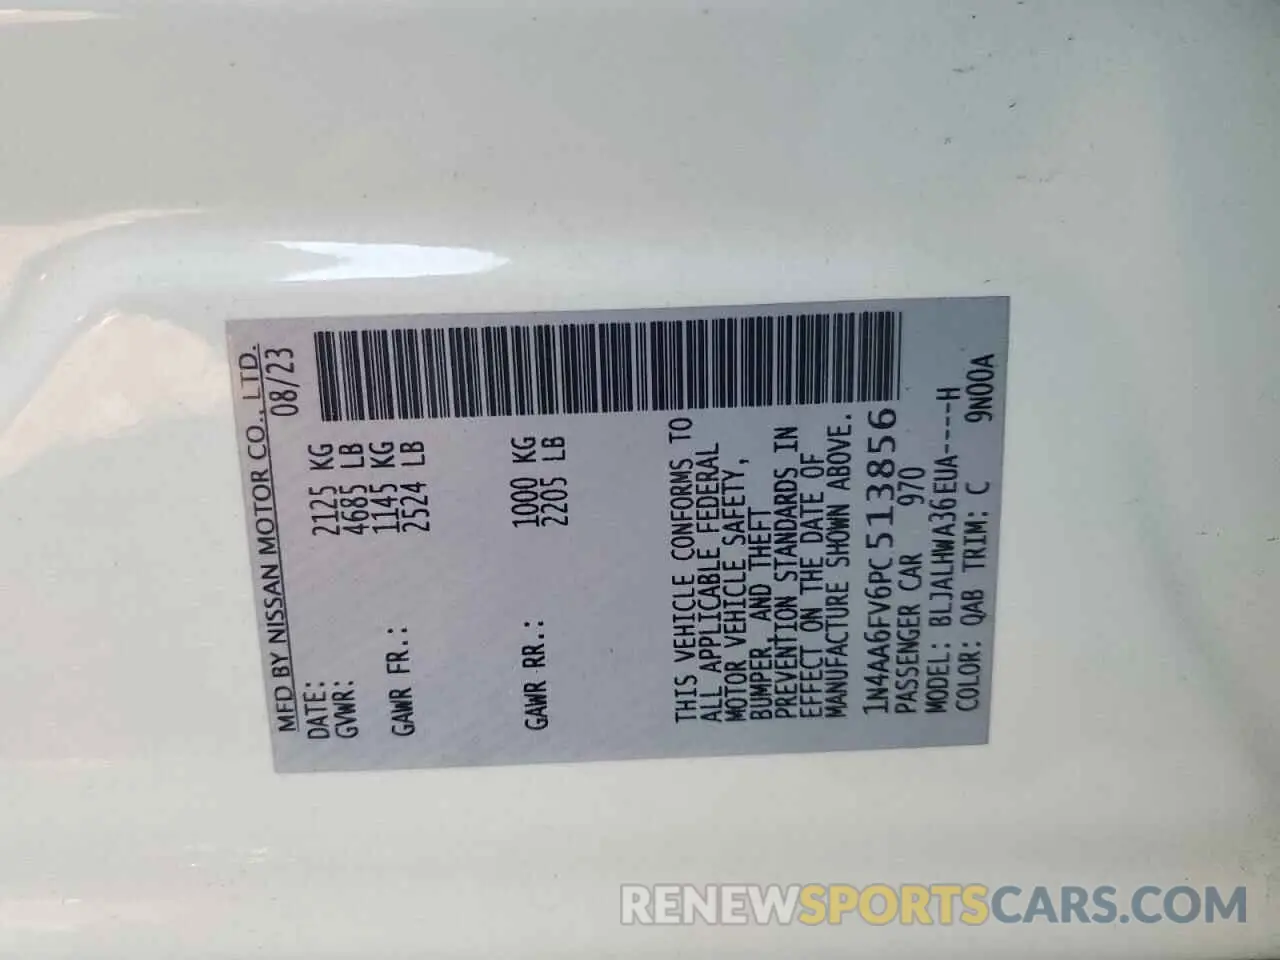 MFD BY NISSAN MOTOR CO., LTD.
DATE: 08/23
GVWR: 2125 KG
4685 LB
GAWR FR.: 1145 KG
2524 LB
GAWR RR.: 1000 KG
2205 LB
THIS VEHICLE CONFORMS TO
ALL APPLICABLE FEDERAL
MOTOR VEHICLE SAFETY,
BUMPER, AND THEFT
PREVENTION STANDARDS IN
EFFECT ON THE DATE OF
MANUFACTURE SHOWN ABOVE.
1N4AA6FV6PC513856
PASSENGER CAR 970
MODEL: BLJALHWA36EUA----H
COLOR: QAB TRIM: C 9N00A
RENEWSPORTSCARS.COM